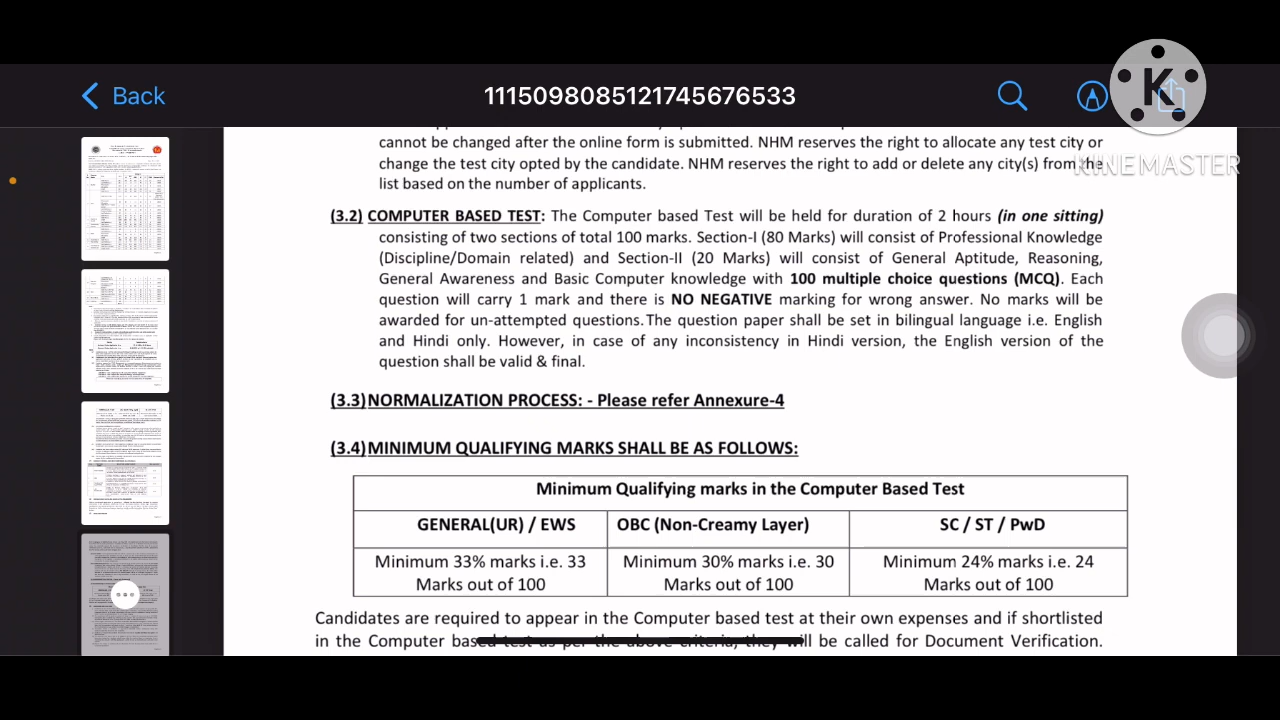 Back
1115098085121745676533
K
KINEMASTER
cannot be changed after the online form is submitted. NHM reserves the right to allocate any test city or
change the test city opted by the candidate. NHM reserves the right to add or delete any city(s) from the
list based on the number of applicants.
(3.2) COMPUTER BASED TEST: The Computer based Test will be held for duration of 2 hours (in one sitting)
consisting of two sections of total 100 marks. Section-I (80 Marks) will consist of Professional Knowledge
(Discipline/Domain related) and Section-II (20 Marks) will consist of General Aptitude, Reasoning,
General Awareness and Basic Computer knowledge with 100 multiple choice questions (MCQ). Each
question will carry 1 mark and there is NO NEGATIVE marking for wrong answer. No marks will be
for questions. The question paper shall be set in bilingual language i.e. English
and Hindi only. However, in case of any inconsistency in Hindi version, the English version of the
shall be valid & final.
(3.3) NORMALIZATION PROCESS: - Please refer Annexure-4
(3.4) MINIMUM QUALIFYING MARKS SHALL BE AS FOLLOWS:
Qualifying marks in the Computer Based Test
GENERAL(UR) / EWS OBC (Non-Creamy Layer) SC / ST / PwD
Minimum 33% marks i.e. 33 Minimum 30% marks i.e. 30 Minimum 24% marks i.e. 24
Marks out of 100 Marks out of 100 Marks out of 100
Candidates are required to appear in the Computer based test at their own expenses and if shortlisted
in the Computer based test as per the above criteria, they will be called for Document Verification.